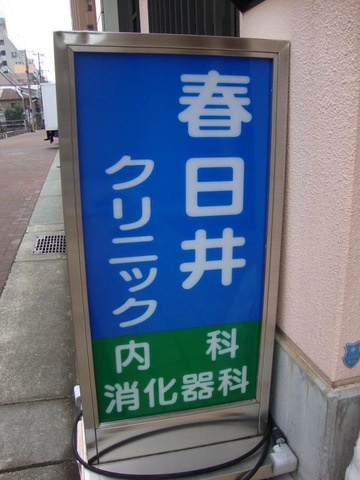 春日井
クリニック
内科
消化器科